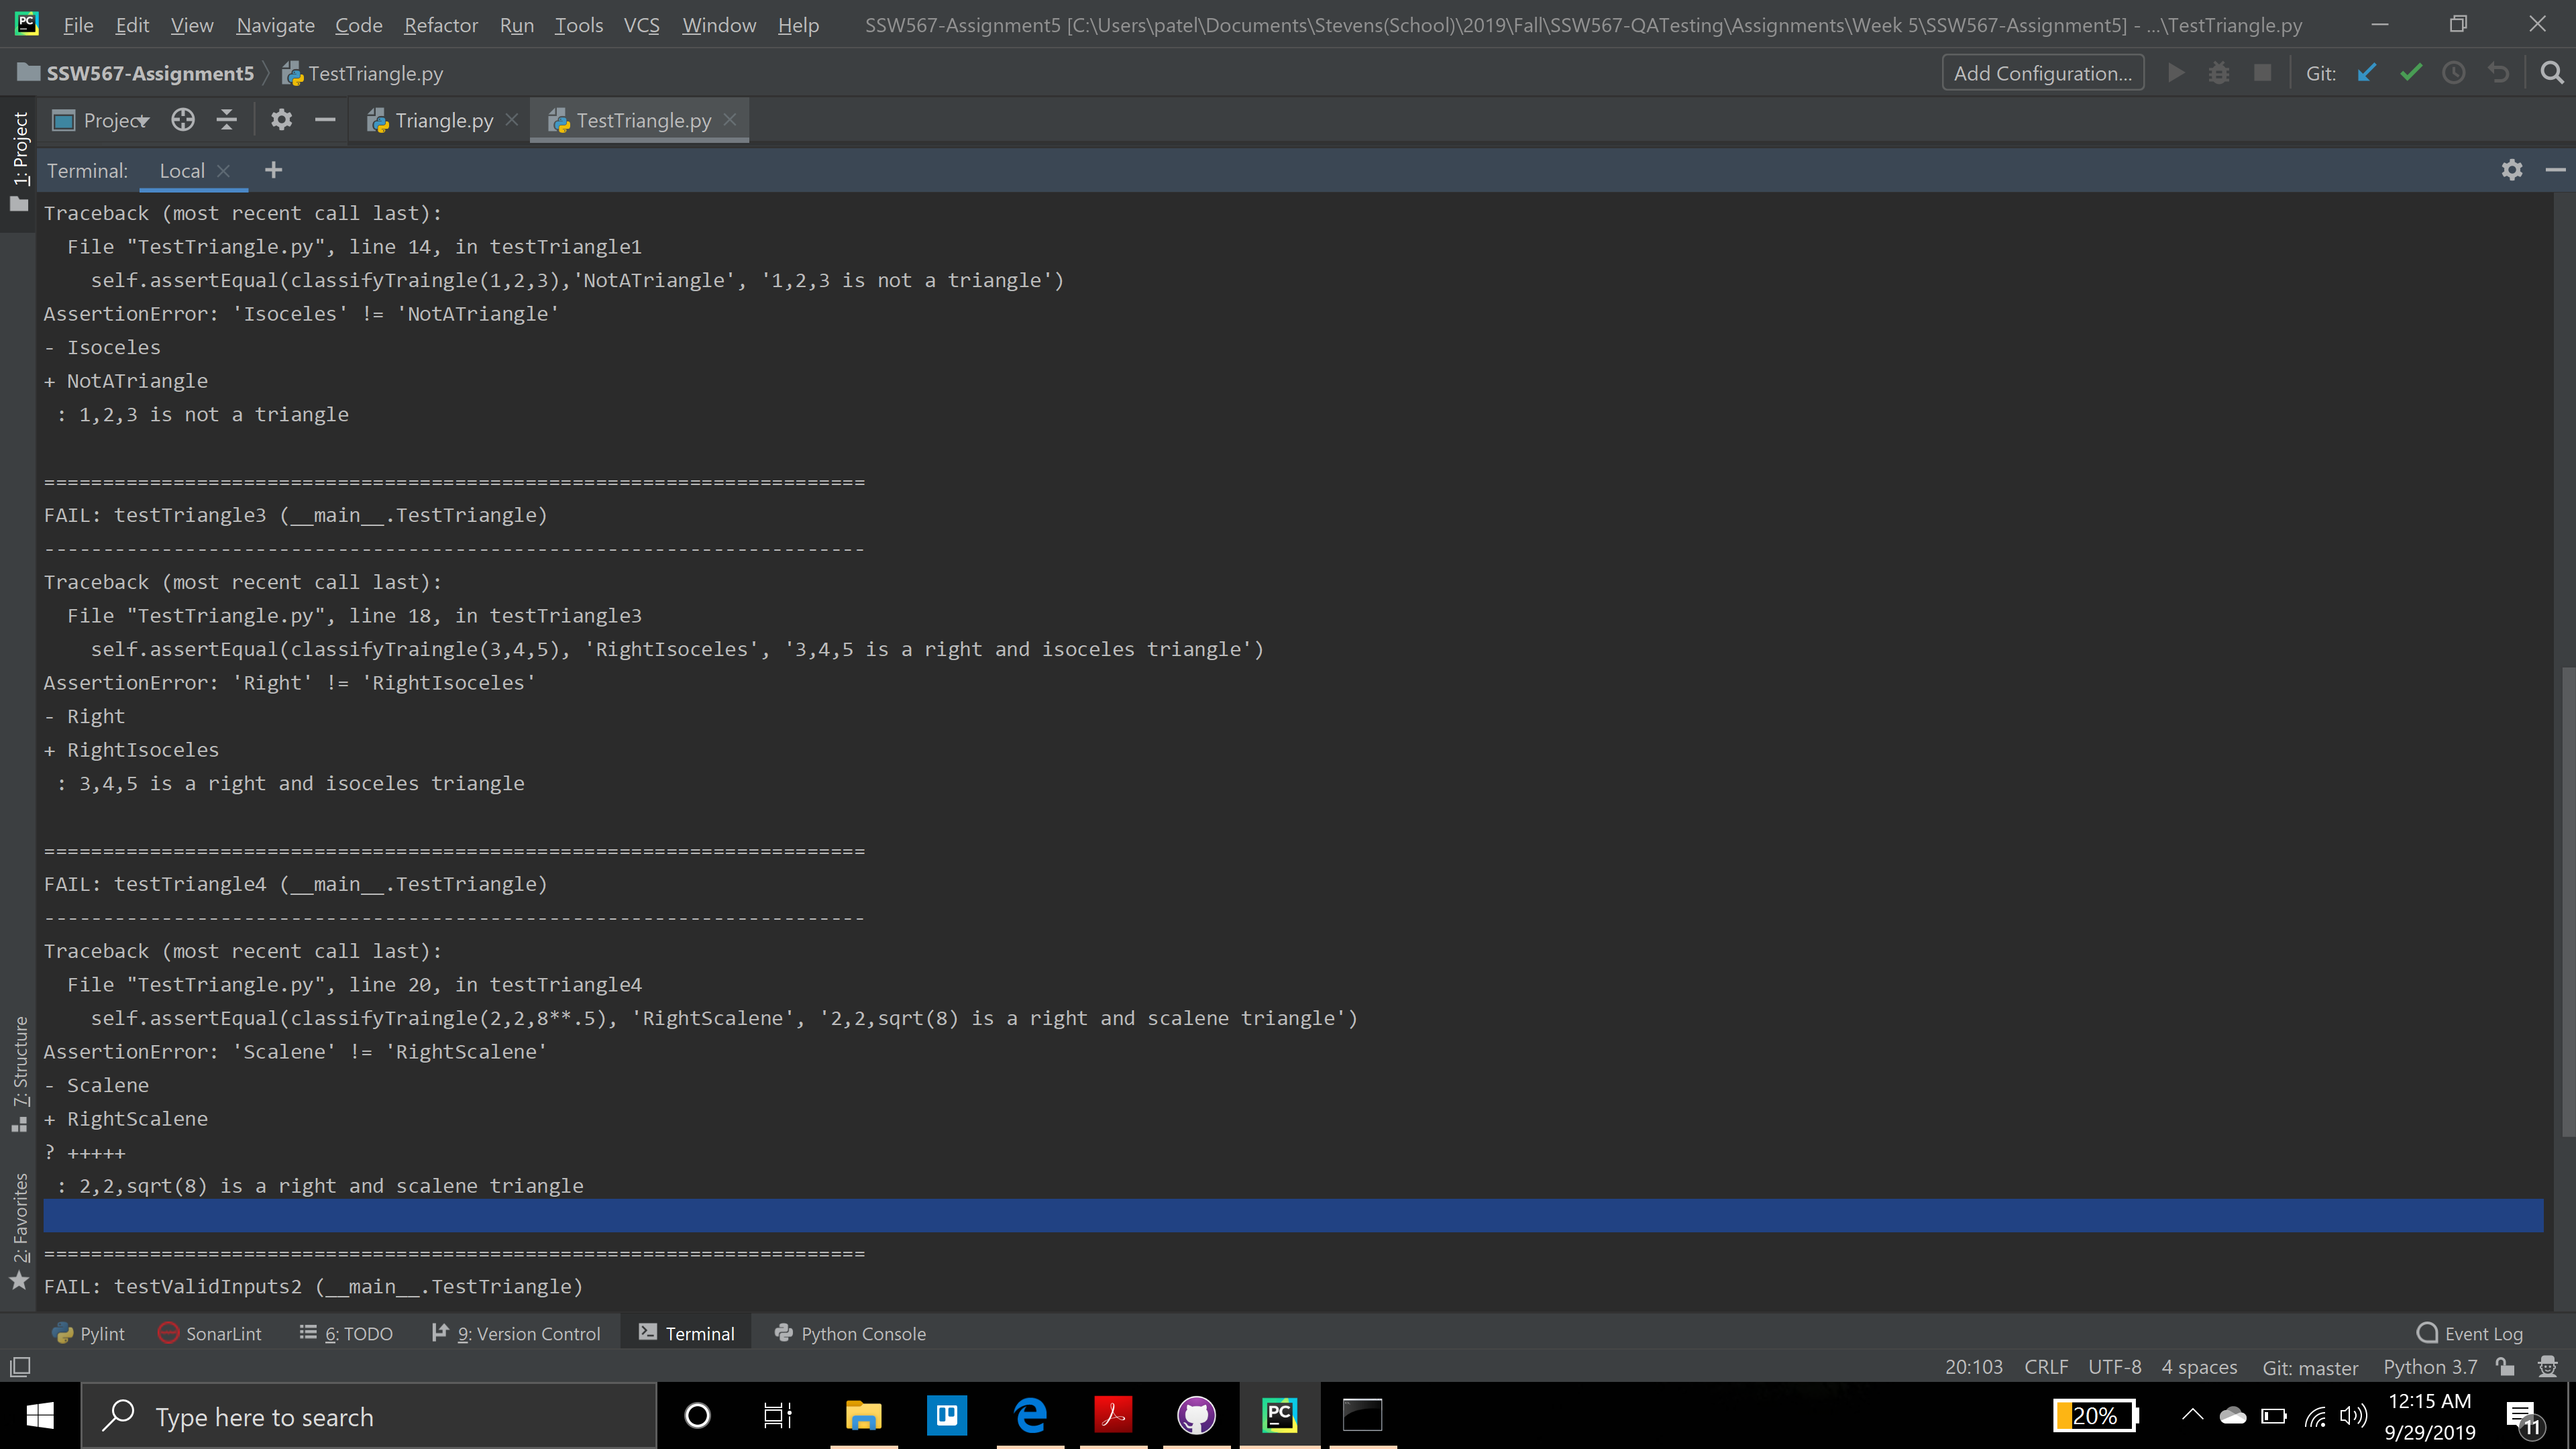 PC File Edit View Navigate Code Refactor Run Tools VCS Window Help SSW567-Assignment5 [C:\Users\patel\Documents\Stevens(School)\2019\Fall\SSW567-QATesting\Assignments\Week 5\SSW567-Assignment5] - ...\TestTriangle.py
SSW567-Assignment5 TestTriangle.py Add Configuration... Git:
1: Project Project Triangle.py TestTriangle.py
Terminal: Local +
Traceback (most recent call last):
  File "TestTriangle.py", line 14, in testTriangle1
    self.assertEqual(classifyTraingle(1,2,3),'NotATriangle', '1,2,3 is not a triangle')
AssertionError: 'Isoceles' != 'NotATriangle'
- Isoceles
+ NotATriangle
 : 1,2,3 is not a triangle
======================================================================
FAIL: testTriangle3 (__main__.TestTriangle)
----------------------------------------------------------------------
Traceback (most recent call last):
  File "TestTriangle.py", line 18, in testTriangle3
    self.assertEqual(classifyTraingle(3,4,5), 'RightIsoceles', '3,4,5 is a right and isoceles triangle')
AssertionError: 'Right' != 'RightIsoceles'
- Right
+ RightIsoceles
 : 3,4,5 is a right and isoceles triangle
======================================================================
FAIL: testTriangle4 (__main__.TestTriangle)
----------------------------------------------------------------------
Traceback (most recent call last):
  File "TestTriangle.py", line 20, in testTriangle4
    self.assertEqual(classifyTraingle(2,2,8**.5), 'RightScalene', '2,2,sqrt(8) is a right and scalene triangle')
AssertionError: 'Scalene' != 'RightScalene'
- Scalene
+ RightScalene
? +++++
 : 2,2,sqrt(8) is a right and scalene triangle
======================================================================
FAIL: testValidInputs2 (__main__.TestTriangle)
7: Structure
2: Favorites
Pylint SonarLint 6: TODO 9: Version Control Terminal Python Console Event Log
20:103 CRLF UTF-8 4 spaces Git: master Python 3.7
Type here to search PC 20% 12:15 AM
9/29/2019 11